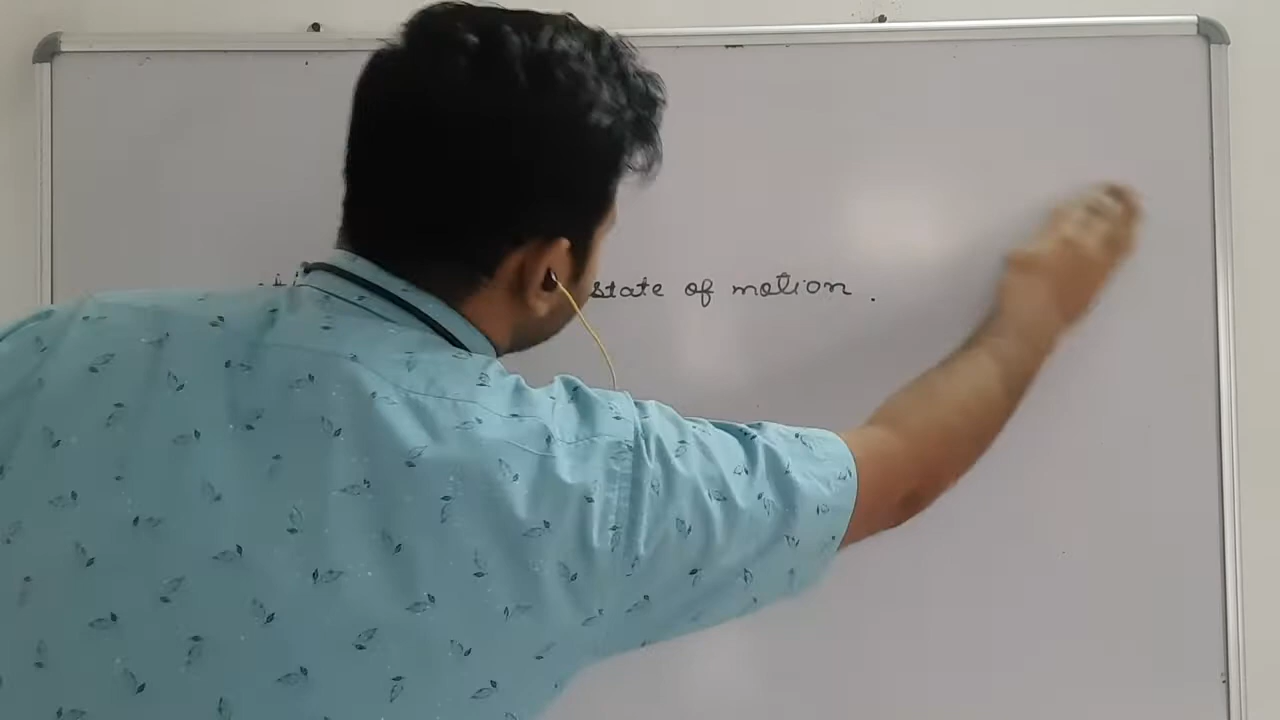 state of motion .